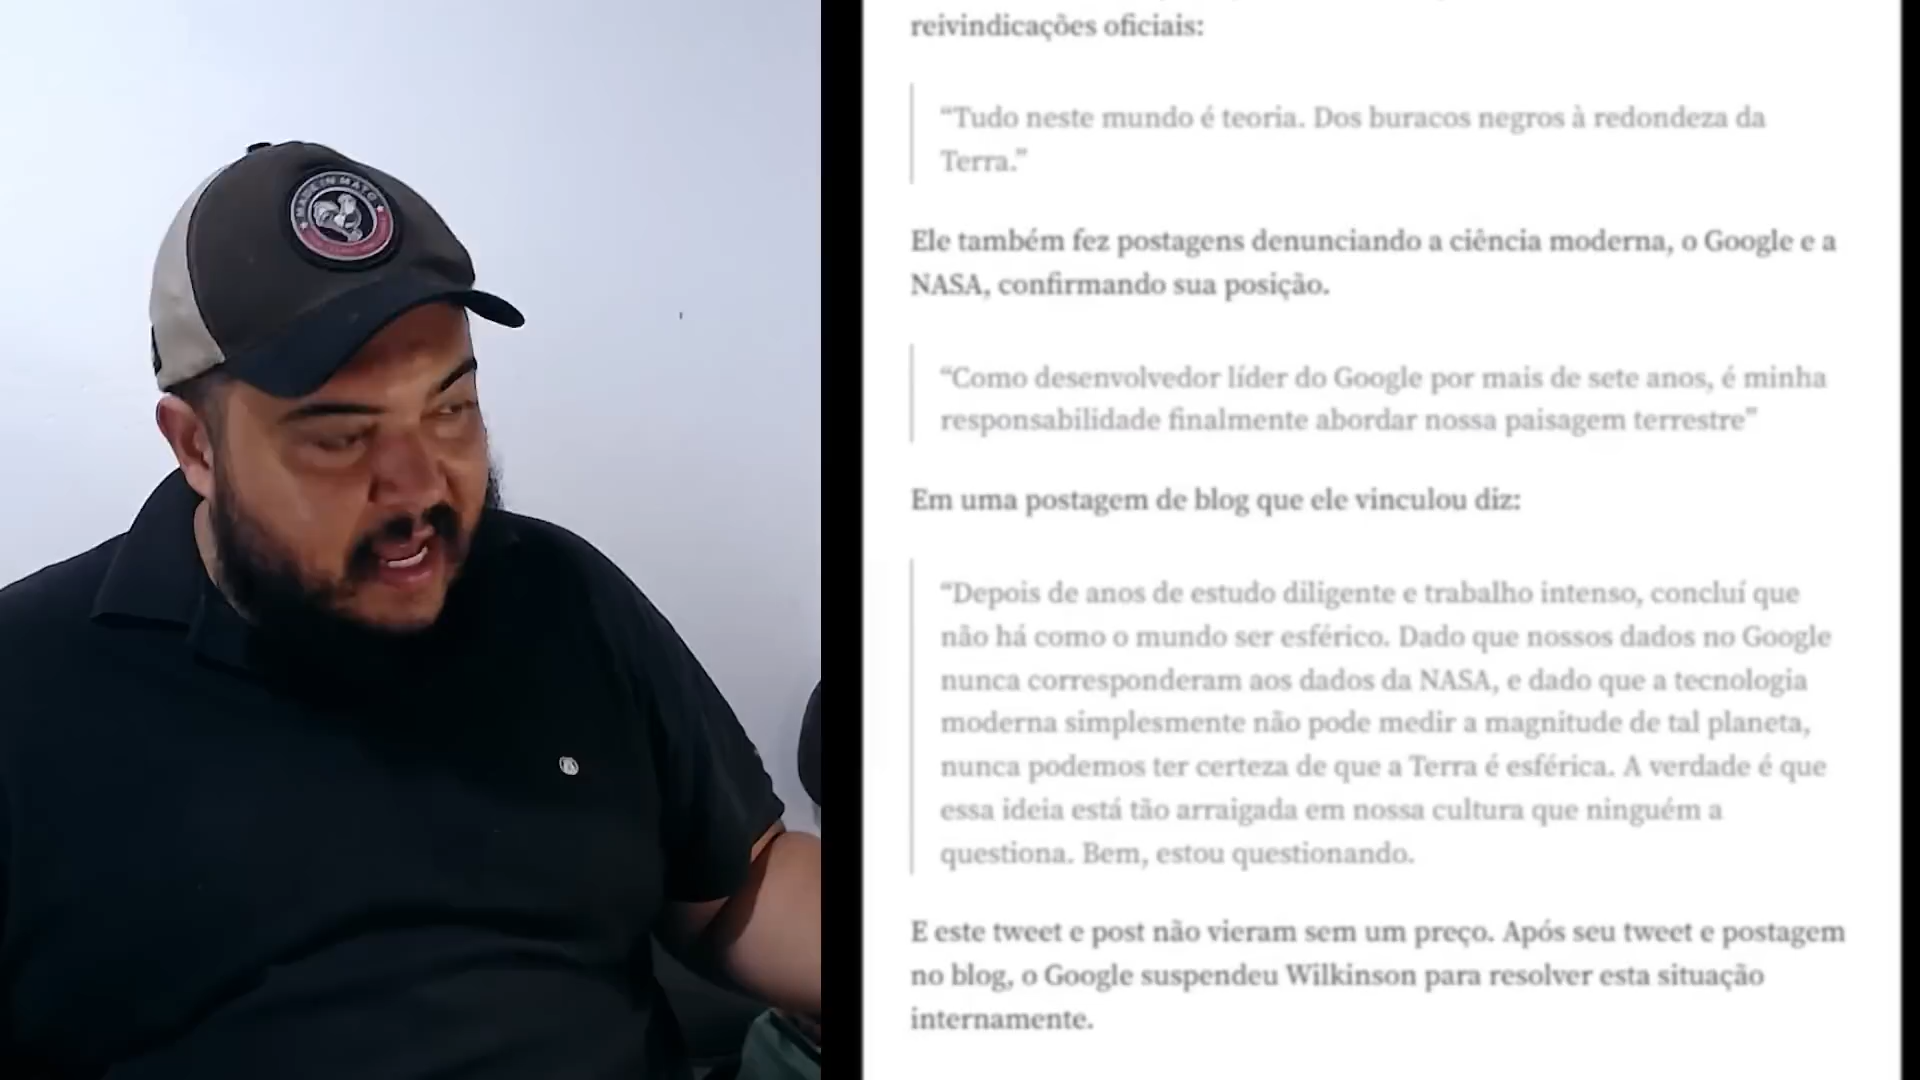 MADE IN MATO
reivindicações oficiais:
“Tudo neste mundo é teoria. Dos buracos negros à redondeza da
Terra.”
Ele também fez postagens denunciando a ciência moderna, o Google e a
NASA, confirmando sua posição.
“Como desenvolvedor líder do Google por mais de sete anos, é minha
responsabilidade finalmente abordar nossa paisagem terrestre”
Em uma postagem de blog que ele vinculou diz:
“Depois de anos de estudo diligente e trabalho intenso, concluí que
não há como o mundo ser esférico. Dado que nossos dados no Google
nunca corresponderam aos dados da NASA, e dado que a tecnologia
moderna simplesmente não pode medir a magnitude de tal planeta,
nunca podemos ter certeza de que a Terra é esférica. A verdade é que
essa ideia está tão arraigada em nossa cultura que ninguém a
questiona. Bem, estou questionando.
E este tweet e post não vieram sem um preço. Após seu tweet e postagem
no blog, o Google suspendeu Wilkinson para resolver esta situação
internamente.